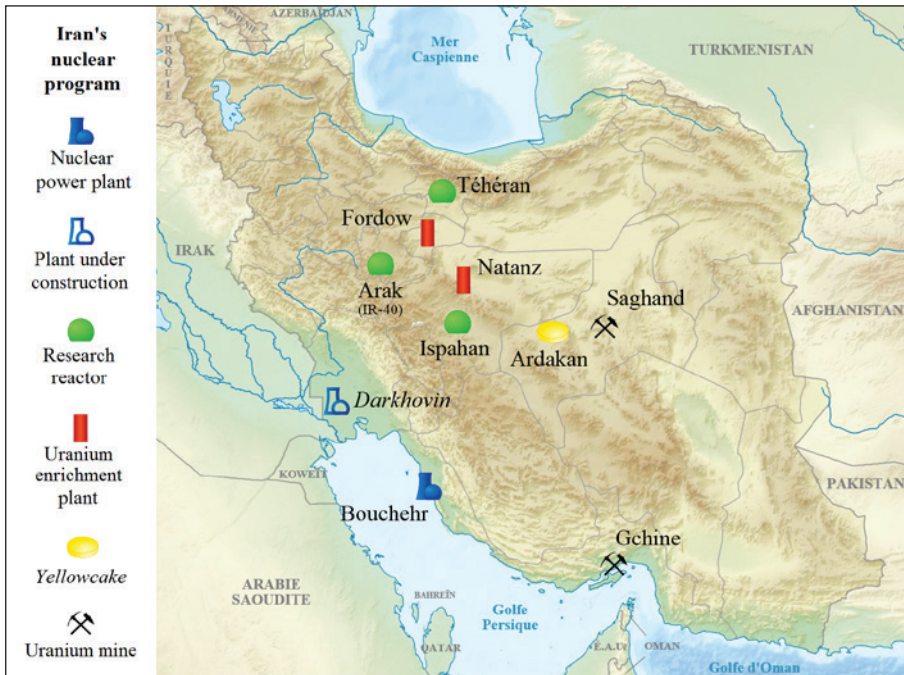 Iran's
nuclear
program
Nuclear
power plant
Plant under
construction
Research
reactor
Uranium
enrichment
plant
Yellowcake
Uranium mine
AZERBAÏDJAN
ARMÉNIE
TURQUIE
Mer
Caspienne
TURKMENISTAN
Téhéran
Fordow
IRAK
Arak
(IR-40)
Natanz
Saghand
AFGHANISTAN
Ispahan
Ardakan
Darkhovin
KOWEÏT
PAKISTAN
Bouchehr
Gchine
ARABIE
SAOUDITE
BAHREÏN
Golfe
Persique
QATAR
E.A.U.
OMAN
Golfe d'Oman